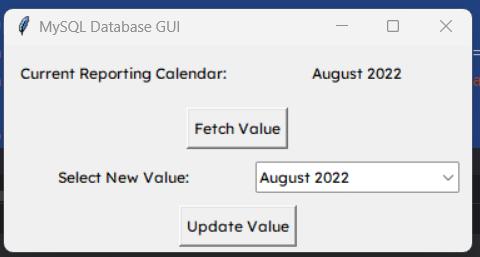 MySQL Database GUI
Current Reporting Calendar: August 2022
Fetch Value
Select New Value: August 2022
Update Value